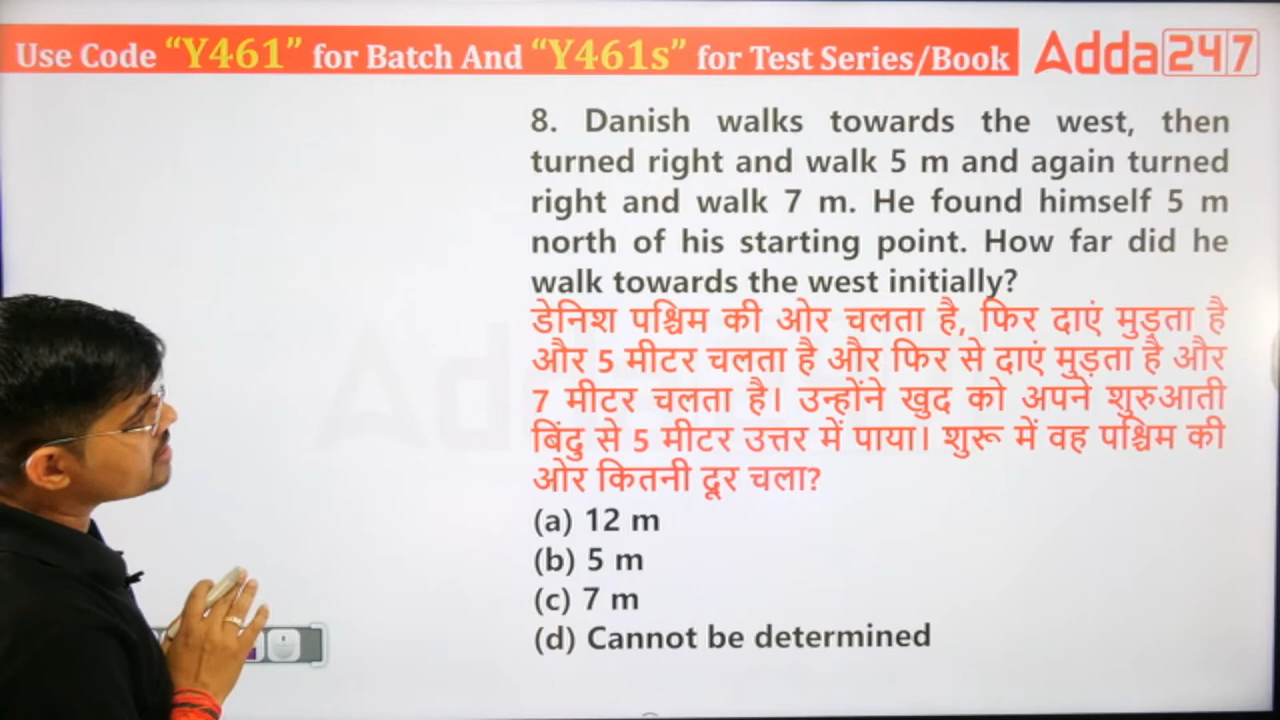 Use Code “Y461” for Batch And “Y461s” for Test Series/Book
Adda247
8. Danish walks towards the west, then
turned right and walk 5 m and again turned
right and walk 7 m. He found himself 5 m
north of his starting point. How far did he
walk towards the west initially?
डेनिश पश्चिम की ओर चलता है, फिर दाएं मुड़ता है
और 5 मीटर चलता है और फिर से दाएं मुड़ता है और
7 मीटर चलता है। उन्होंने खुद को अपने शुरुआती
बिंदु से 5 मीटर उत्तर में पाया। शुरू में वह पश्चिम की
ओर कितनी दूर चला?
(a) 12 m
(b) 5 m
(c) 7 m
(d) Cannot be determined